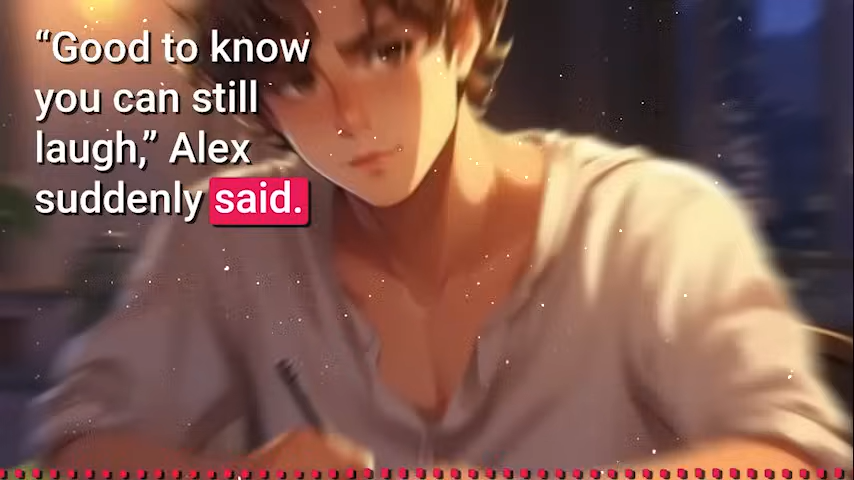 “Good to know
you can still
laugh,” Alex
suddenly said.